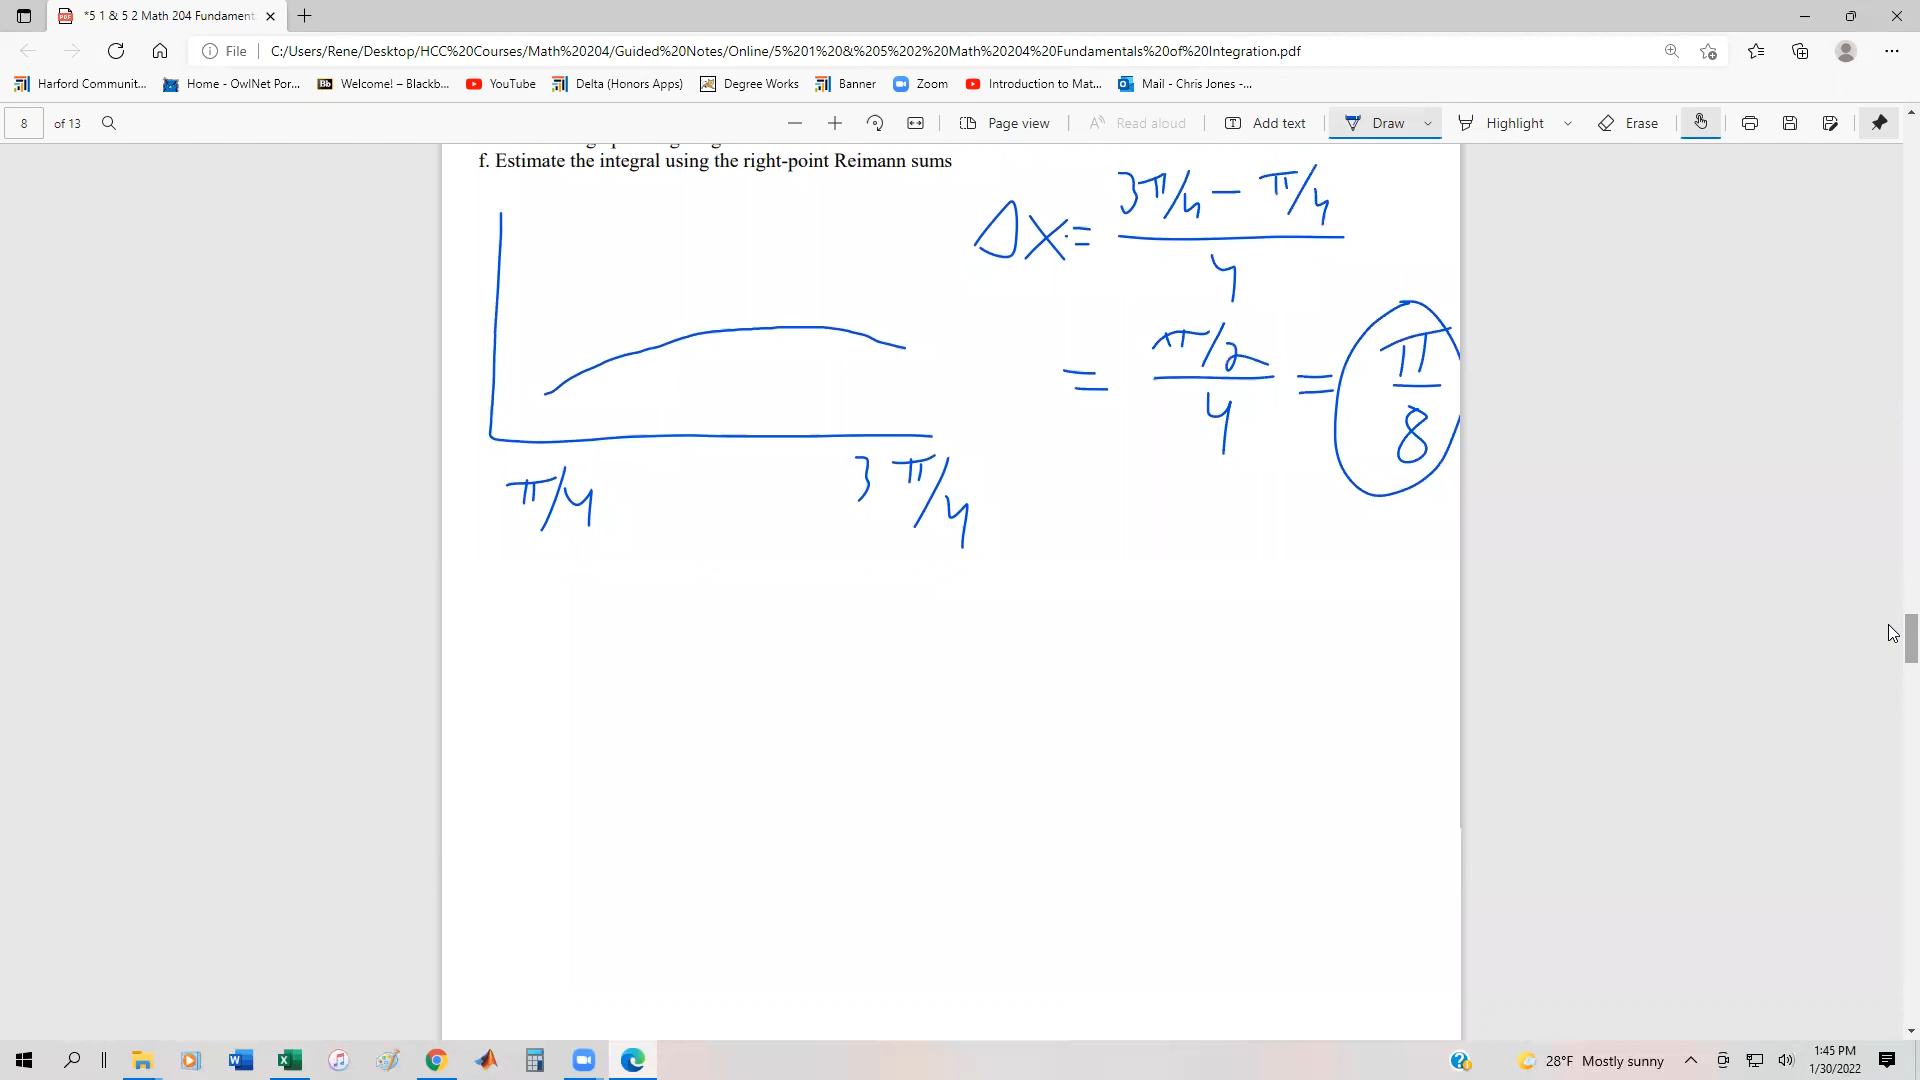 *5 1 & 5 2 Math 204 Fundament
File
C:/Users/Rene/Desktop/HCC%20Courses/Math%20204/Guided%20Notes/Online/5%201%20&%205%202%20Math%20204%20Fundamentals%20of%20Integration.pdf
Harford Communit... Home - OwlNet Por... Bb Welcome! – Blackb... YouTube Delta (Honors Apps) Degree Works Banner Zoom Introduction to Mat... Mail - Chris Jones -...
8 of 13 Page view Read aloud Add text Draw Highlight Erase
f. Estimate the integral using the right-point Reimann sums
Δx = 3π/4 − π/4
4
= π/2 = π
4 8
π/4 3π/4
28°F Mostly sunny
1:45 PM
1/30/2022